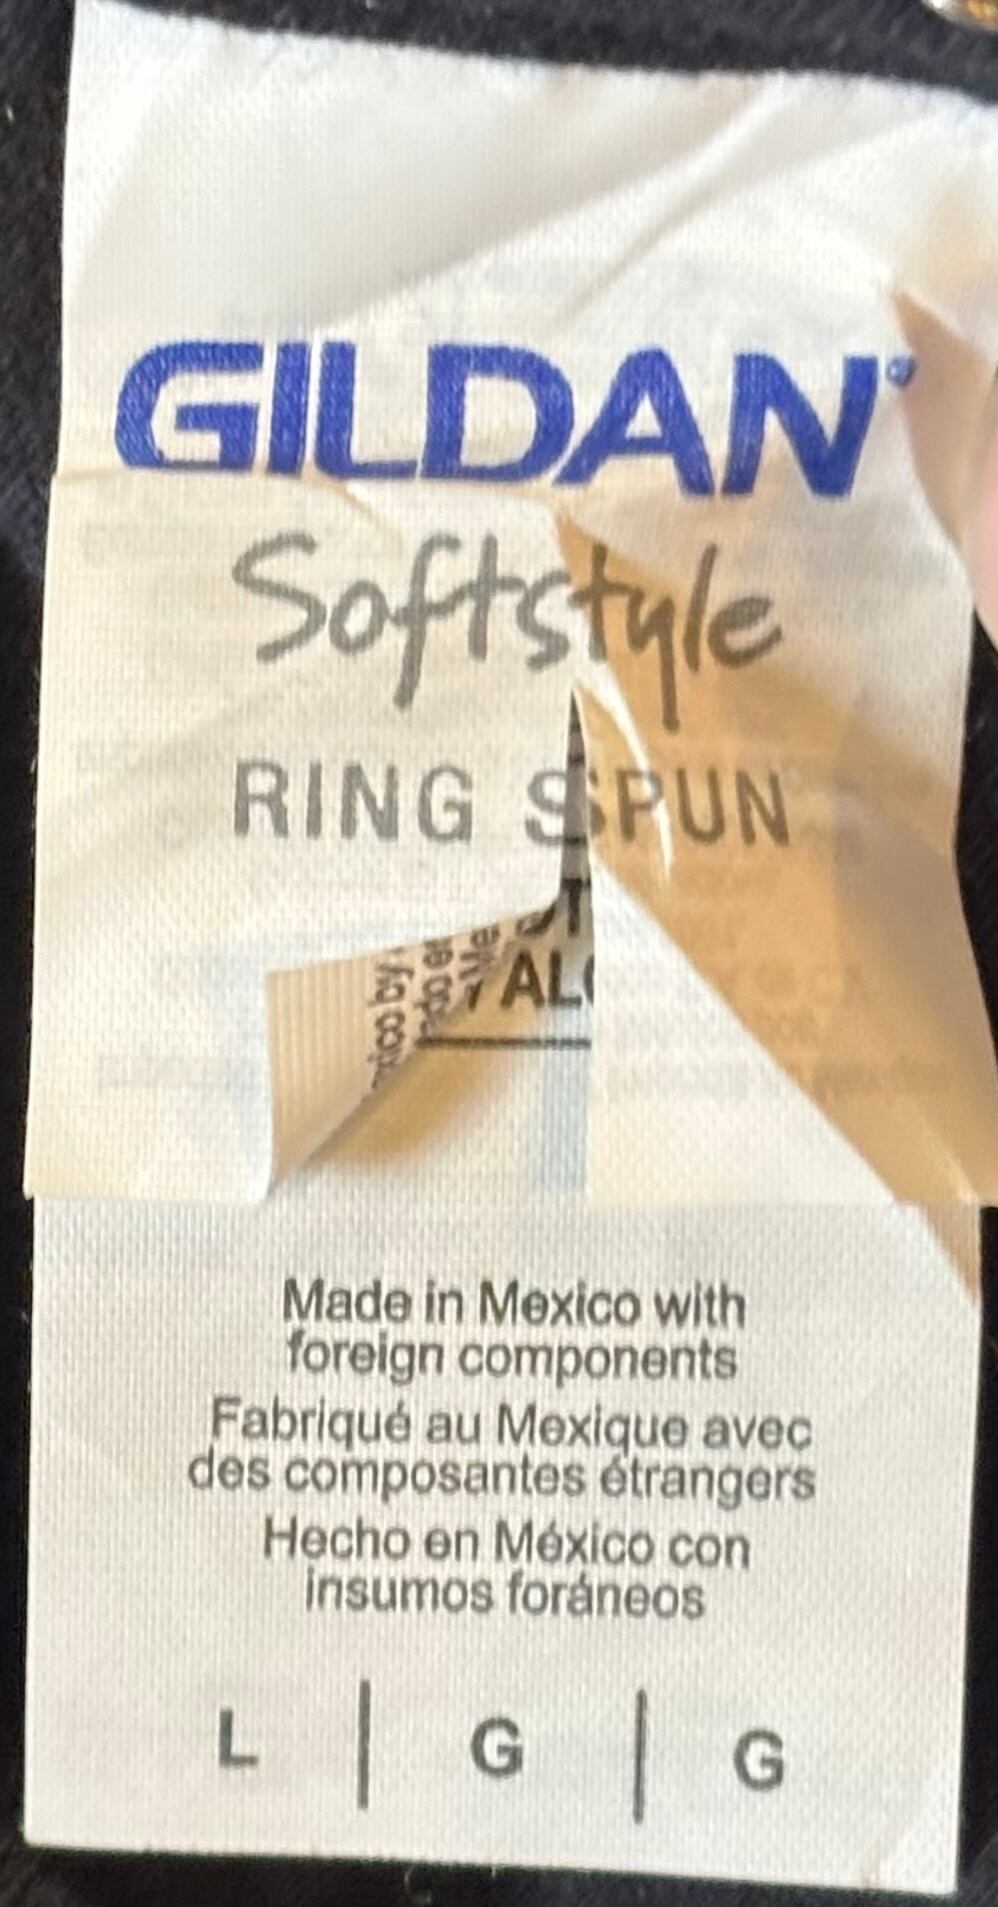 GILDAN®
Softstyle
RING SPUN
Made in Mexico with
foreign components
Fabriqué au Mexique avec
des composantes étrangers
Hecho en México con
insumos foráneos
L | G | G